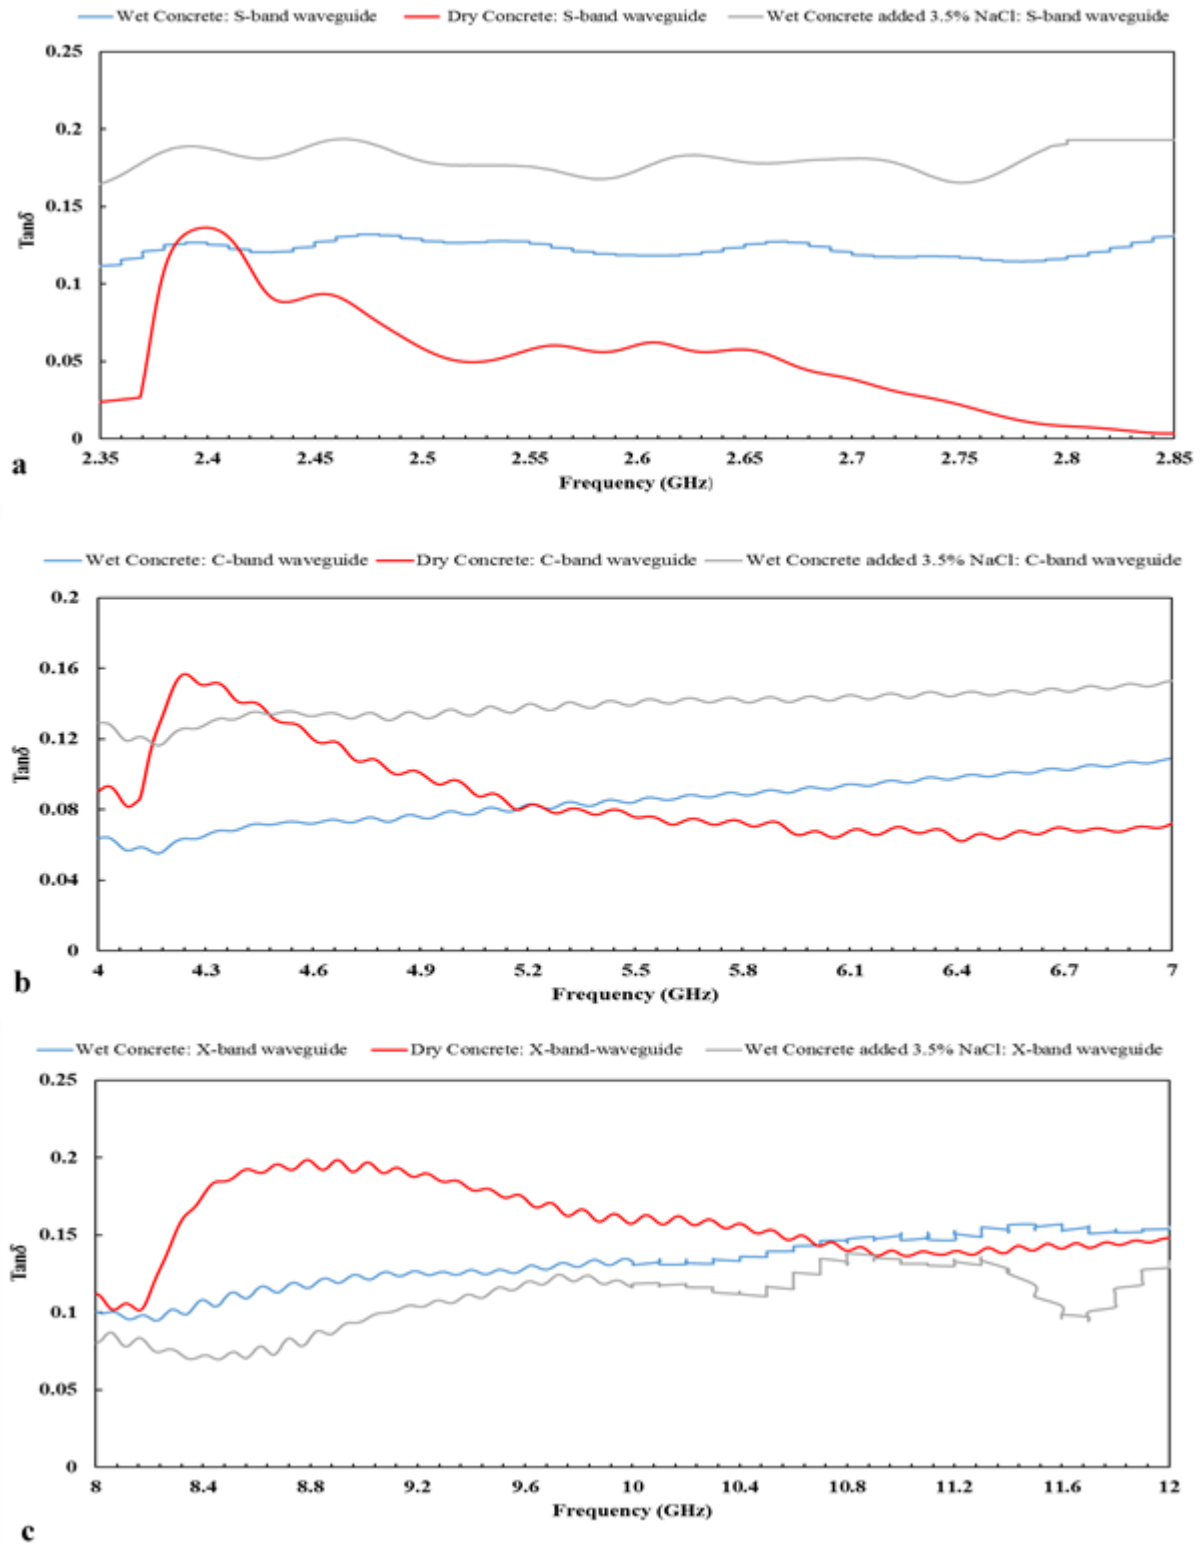 Wet Concrete: S-band waveguide Dry Concrete: S-band waveguide Wet Concrete added 3.5% NaCl: S-band waveguide
0.25
0.2
0.15
0.1
0.05
0
Tanδ
2.35 2.4 2.45 2.5 2.55 2.6 2.65 2.7 2.75 2.8 2.85
a
Frequency (GHz)
Wet Concrete: C-band waveguide Dry Concrete: C-band waveguide Wet Concrete added 3.5% NaCl: C-band waveguide
0.2
0.16
0.12
0.08
0.04
0
Tanδ
4 4.3 4.6 4.9 5.2 5.5 5.8 6.1 6.4 6.7 7
b
Frequency (GHz)
Wet Concrete: X-band waveguide Dry Concrete: X-band-waveguide Wet Concrete added 3.5% NaCl: X-band waveguide
0.25
0.2
0.15
0.1
0.05
0
Tanδ
8 8.4 8.8 9.2 9.6 10 10.4 10.8 11.2 11.6 12
Frequency (GHz)
c